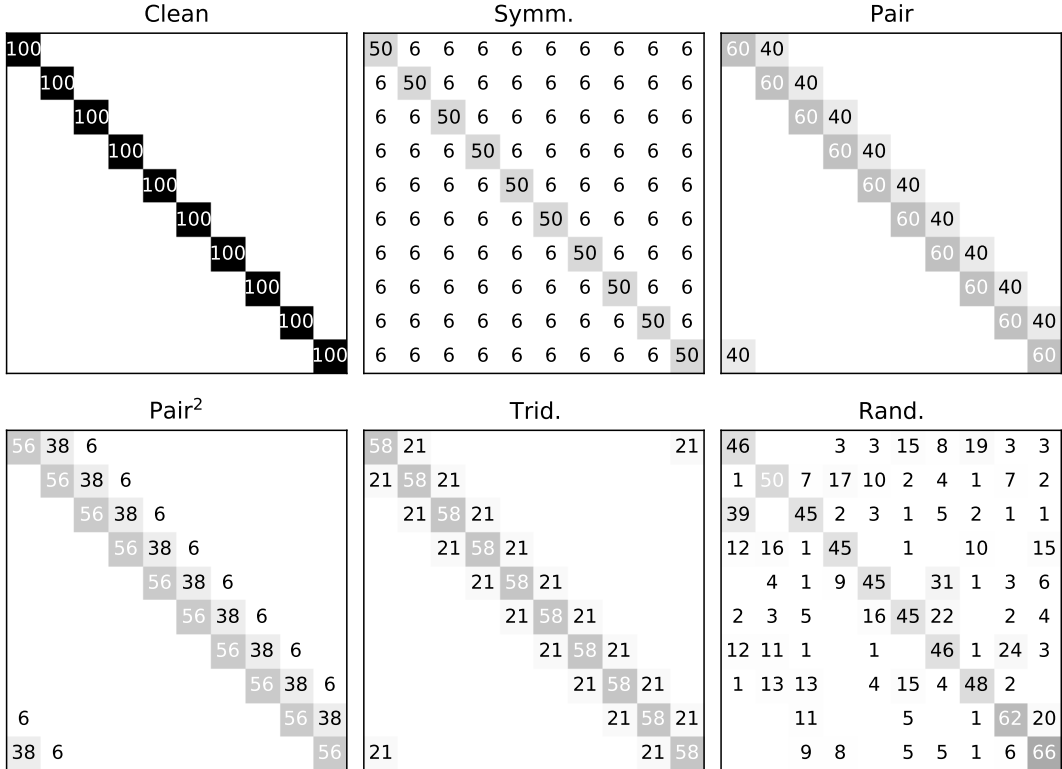 Clean Symm. Pair
100 50 6 6 6 6 6 6 6 6 6 60 40
100 6 50 6 6 6 6 6 6 6 6 60 40
100 6 6 50 6 6 6 6 6 6 6 60 40
100 6 6 6 50 6 6 6 6 6 6 60 40
100 6 6 6 6 50 6 6 6 6 6 60 40
100 6 6 6 6 6 50 6 6 6 6 60 40
100 6 6 6 6 6 6 50 6 6 6 60 40
100 6 6 6 6 6 6 6 50 6 6 60 40
100 6 6 6 6 6 6 6 6 50 6 60 40
100 6 6 6 6 6 6 6 6 6 50 40 60
Pair² Trid. Rand.
56 38 6 58 21 21 46 3 3 15 8 19 3 3
56 38 6 21 58 21 1 50 7 17 10 2 4 1 7 2
56 38 6 21 58 21 39 45 2 3 1 5 2 1 1
56 38 6 21 58 21 12 16 1 45 1 10 15
56 38 6 21 58 21 4 1 9 45 31 1 3 6
56 38 6 21 58 21 2 3 5 16 45 22 2 4
56 38 6 21 58 21 12 11 1 1 46 1 24 3
56 38 6 21 58 21 1 13 13 4 15 4 48 2
6 56 38 21 58 21 11 5 1 62 20
38 6 56 21 21 58 9 8 5 5 1 6 66